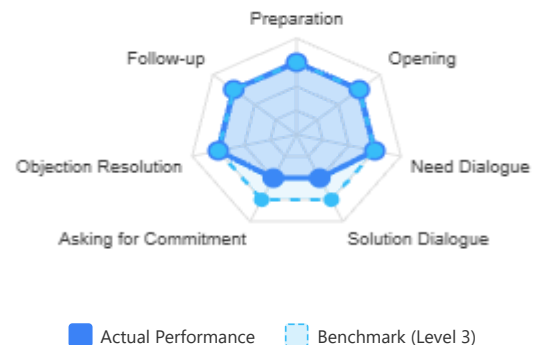 Preparation
Follow-up
Opening
Objection Resolution
Need Dialogue
Asking for Commitment
Solution Dialogue
Actual Performance
Benchmark (Level 3)